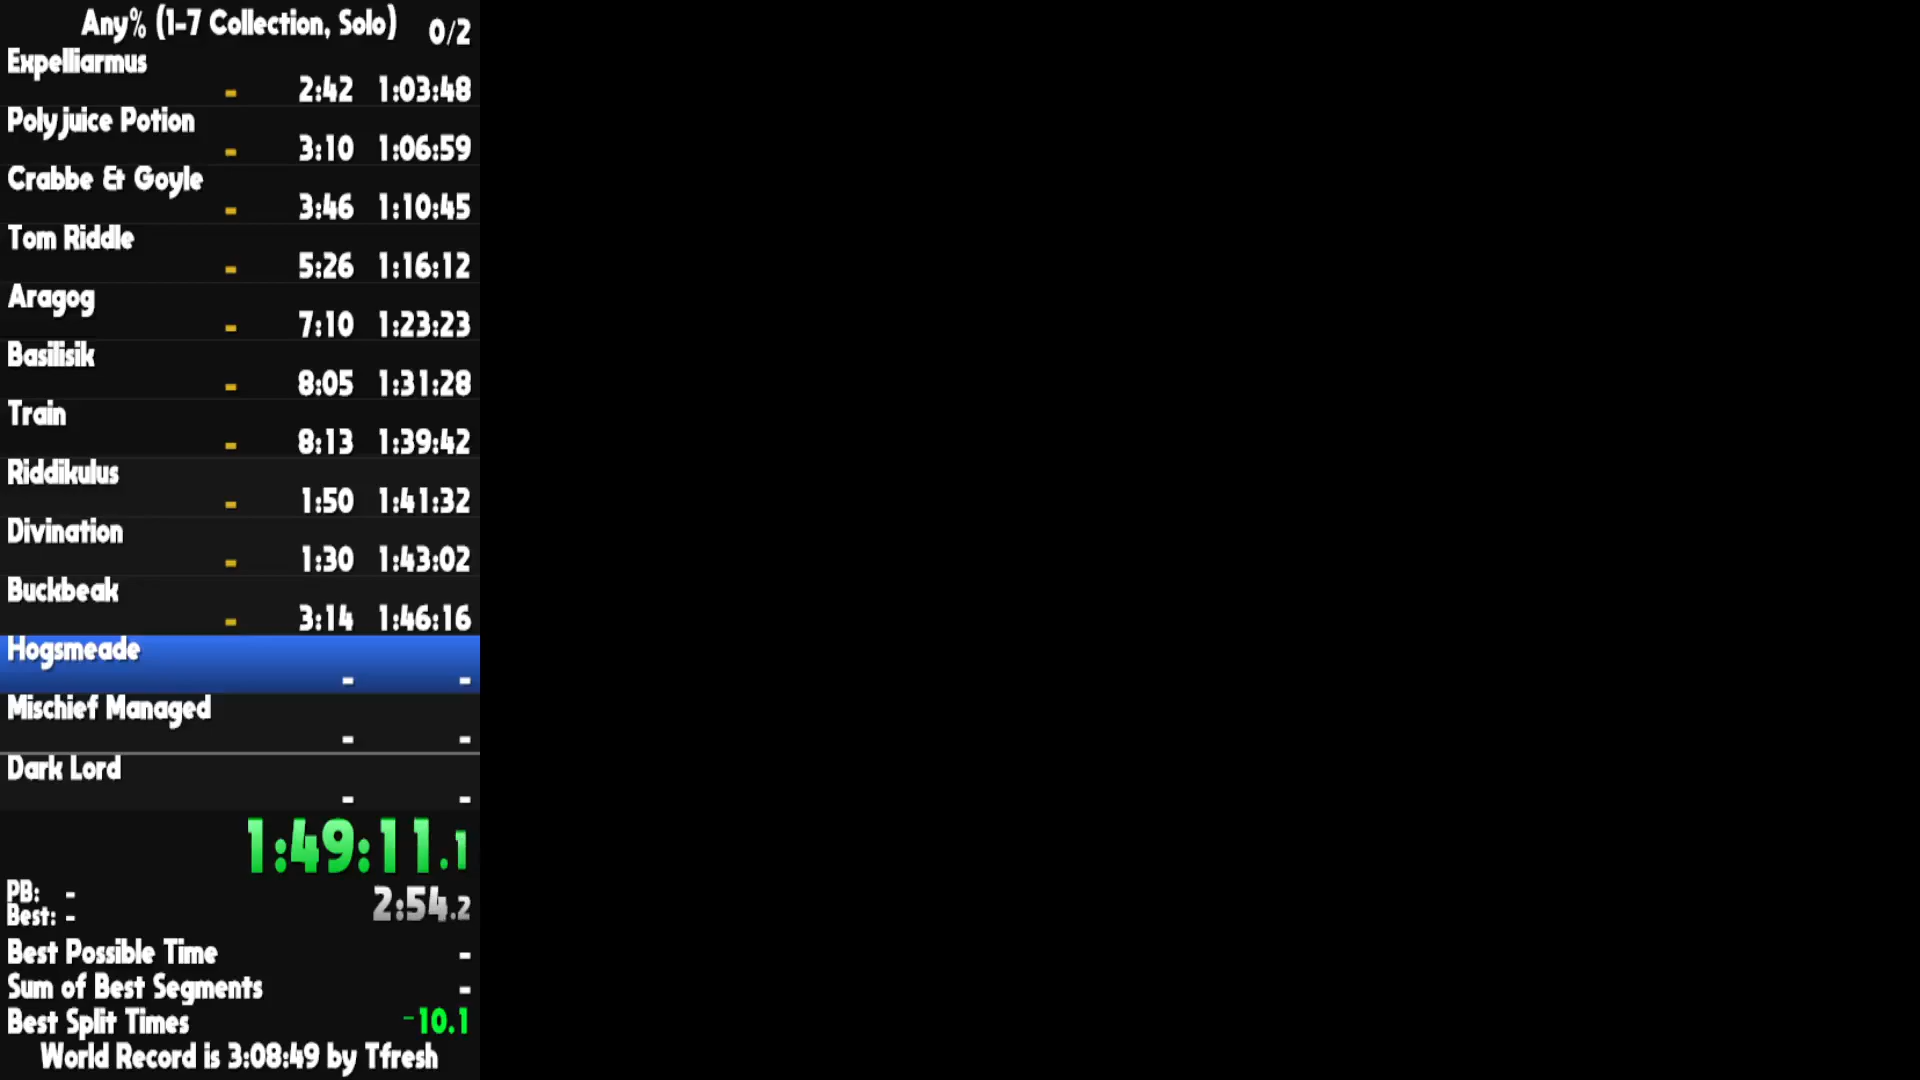 Any% (1-7 Collection, Solo) 0/2
Expelliarmus
- 2:42 1:03:48
Polyjuice Potion
- 3:10 1:06:59
Crabbe & Goyle
- 3:46 1:10:45
Tom Riddle
- 5:26 1:16:12
Aragog
- 7:10 1:23:23
Basilisik
- 8:05 1:31:28
Train
- 8:13 1:39:42
Riddikulus
- 1:50 1:41:32
Divination
- 1:30 1:43:02
Buckbeak
- 3:14 1:46:16
Hogsmeade
- -
Mischief Managed
- -
Dark Lord
- -
1:49:11.1
PB: - 2:54.2
Best: -
Best Possible Time -
Sum of Best Segments -
Best Split Times -10.1
World Record is 3:08:49 by Tfresh